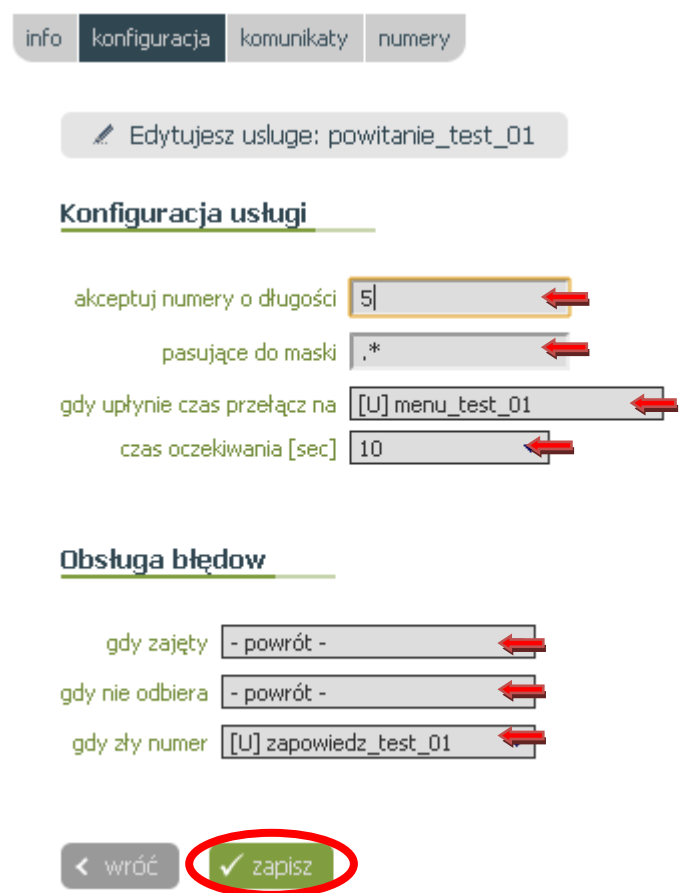 info konfiguracja komunikaty numery
Edytujesz usluge: powitanie_test_01
Konfiguracja usługi
akceptuj numery o długości 5
pasujące do maski .*
gdy upłynie czas przełącz na [U] menu_test_01
czas oczekiwania [sec] 10
Obsługa błędow
gdy zajęty - powrót -
gdy nie odbiera - powrót -
gdy zły numer [U] zapowiedz_test_01
wróć zapisz